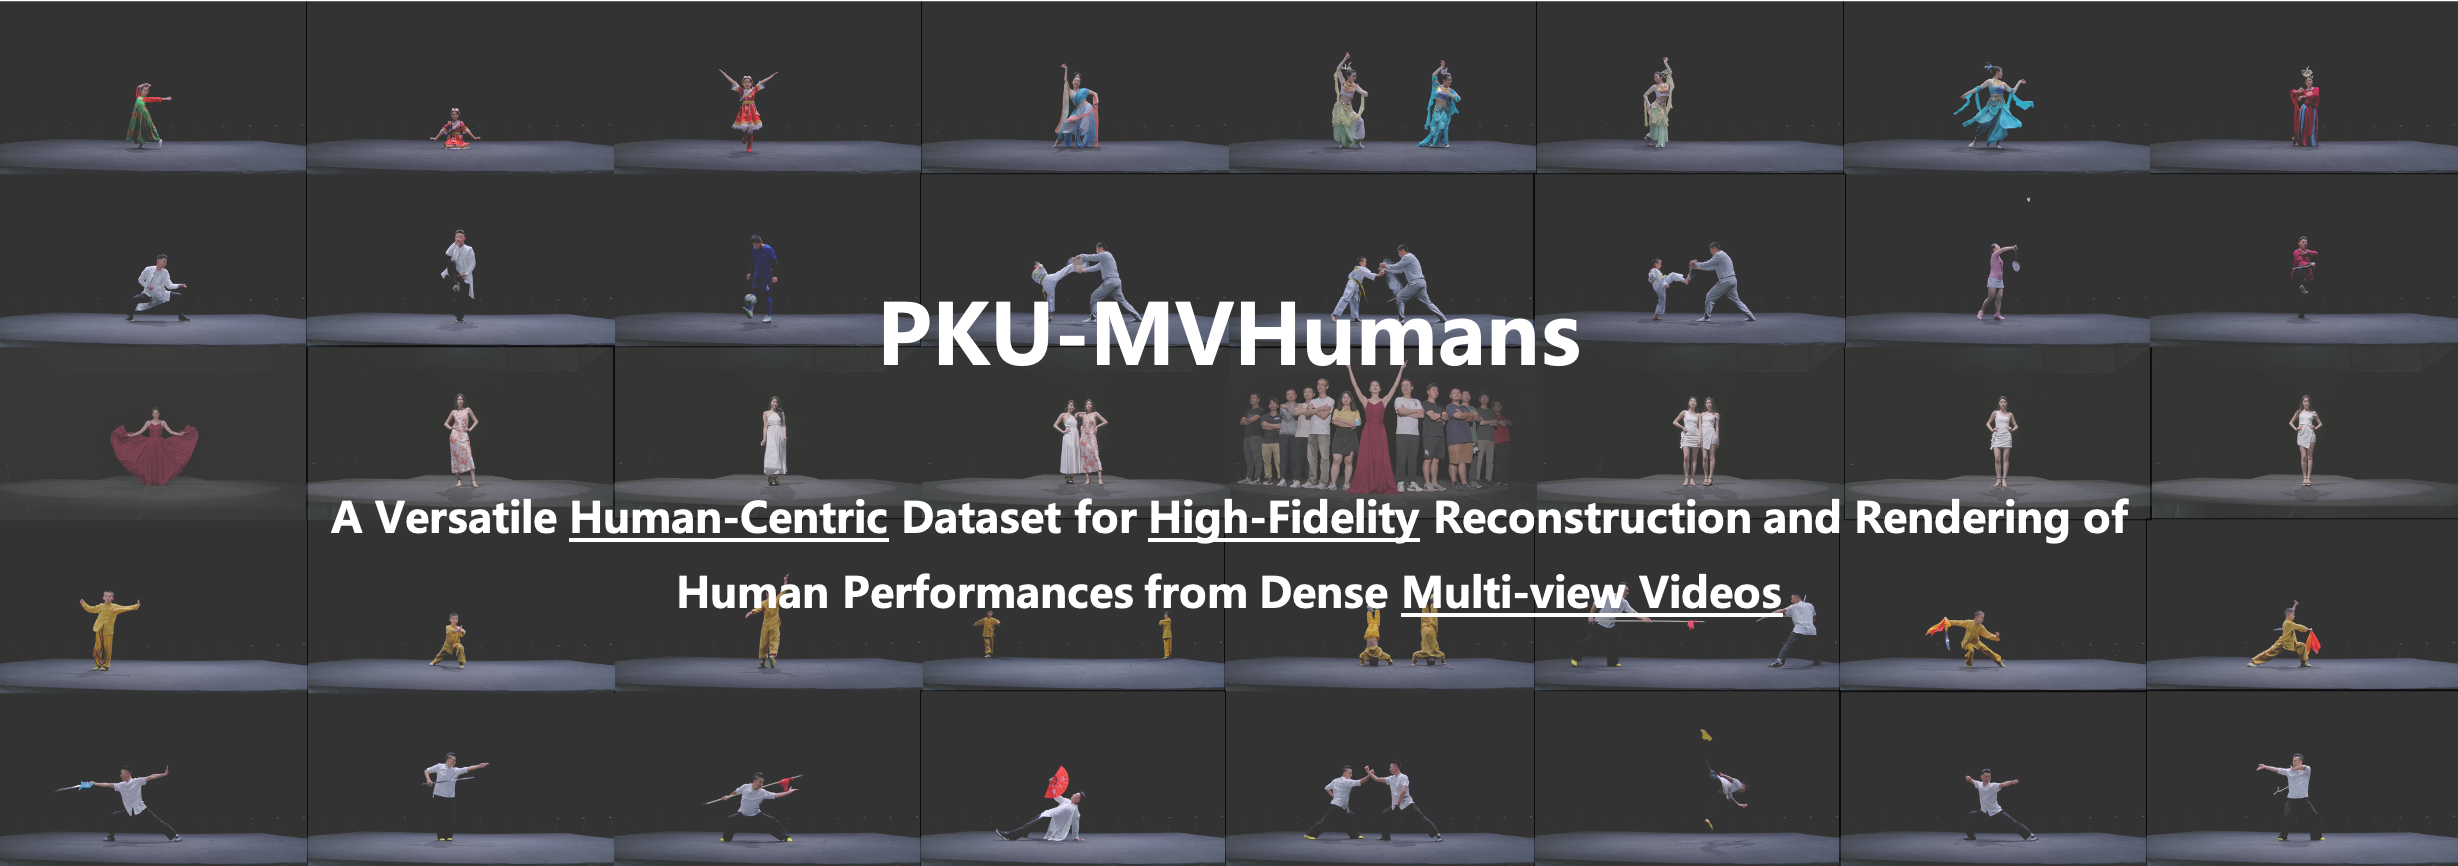 PKU-MVHumans
A Versatile Human-Centric Dataset for High-Fidelity Reconstruction and Rendering of
Human Performances from Dense Multi-view Videos